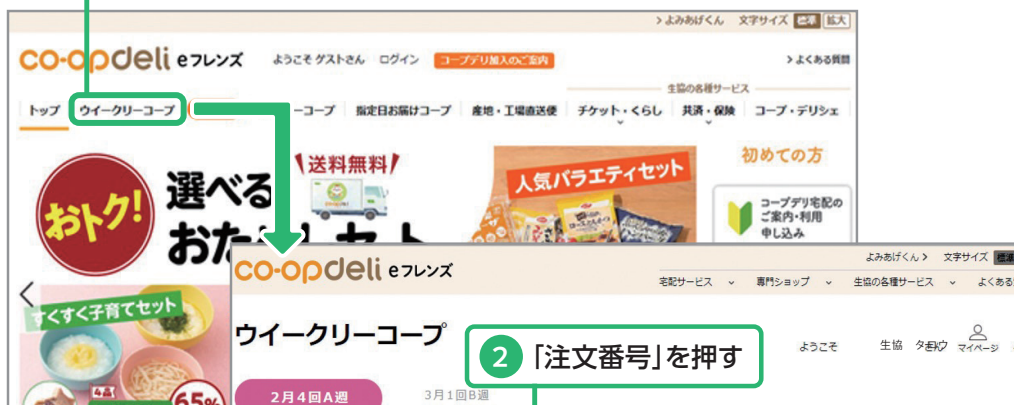 >よみあげくん 文字サイズ 標準 拡大
co-opdeli eフレンズ ようこそ ゲストさん ログイン コープデリ加入のご案内 >よくある質問
生協の各種サービス
トップ ウイークリーコープ ーコープ 指定日お届けコープ 産地・工場直送便 チケット・くらし 共済・保険 コープ・デリシェ
おトク!
選べる
送料無料
人気バラエティセット
初めての方
コープデリ宅配の
ご案内・利用
申し込み
すくすく子育てセット
4品
65%
co-opdeli eフレンズ
よみあげくん> 文字サイズ 標準
宅配サービス 専門ショップ 生協の各種サービス よくある
ウイークリーコープ
2 「注文番号」を押す
ようこそ 生協 マイページ
2月4回A週 3月1回B週